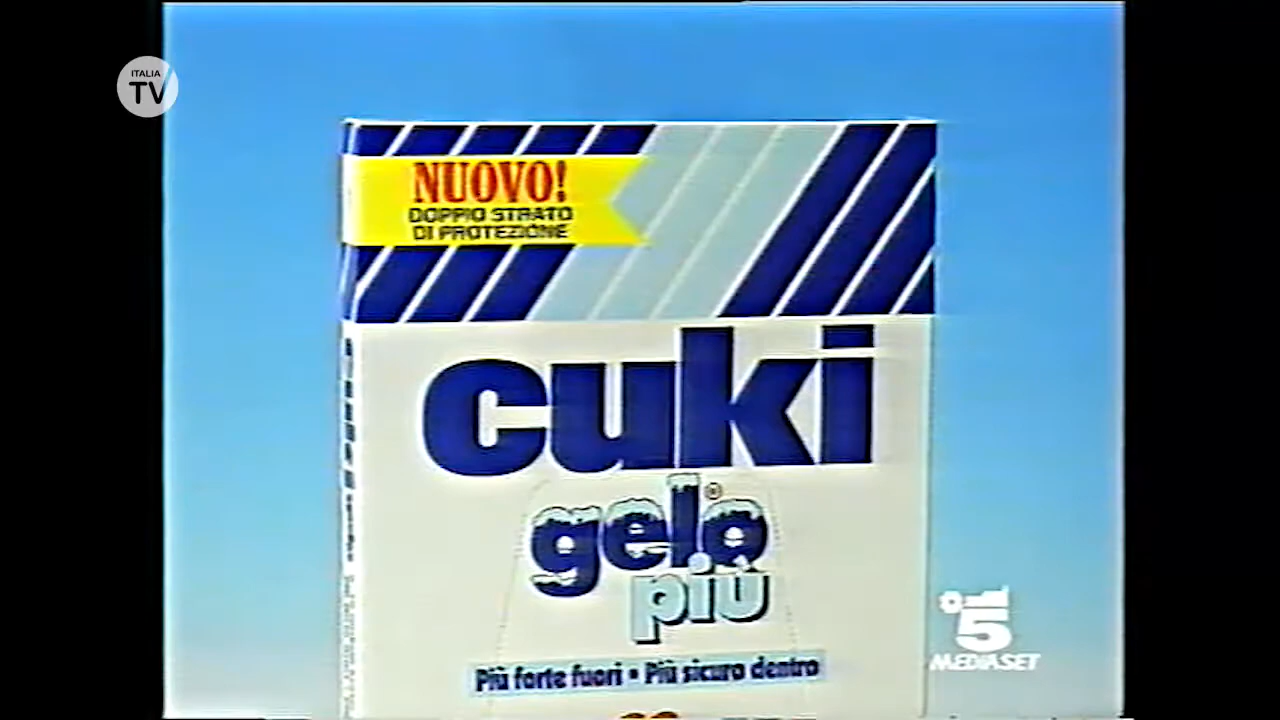 ITALIA
TV
NUOVO!
DOPPIO STRATO
DI PROTEZIONE
cuki
gelo®
più
Più forte fuori • Più sicuro dentro
5
MEDIASET